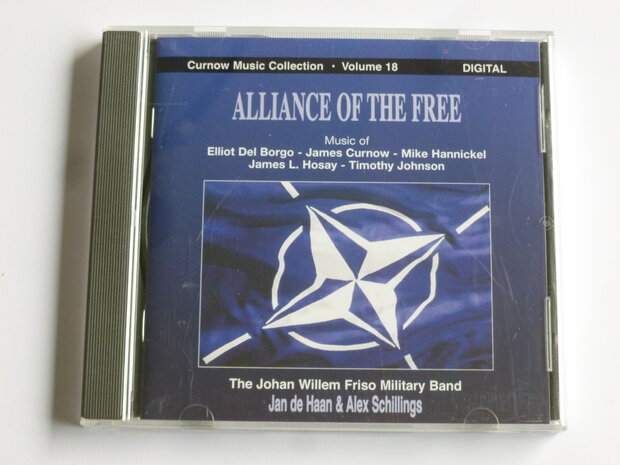 Curnow Music Collection · Volume 18 DIGITAL
ALLIANCE OF THE FREE
Music of
Elliot Del Borgo - James Curnow - Mike Hannickel
James L. Hosay - Timothy Johnson
The Johan Willem Friso Military Band
Jan de Haan & Alex Schillings